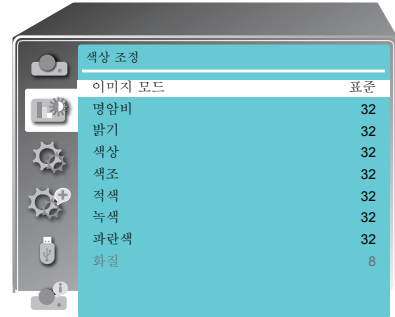 색상 조정
이미지 모드 표준
명암비 32
밝기 32
색상 32
색조 32
적색 32
녹색 32
파란색 32
화질 8